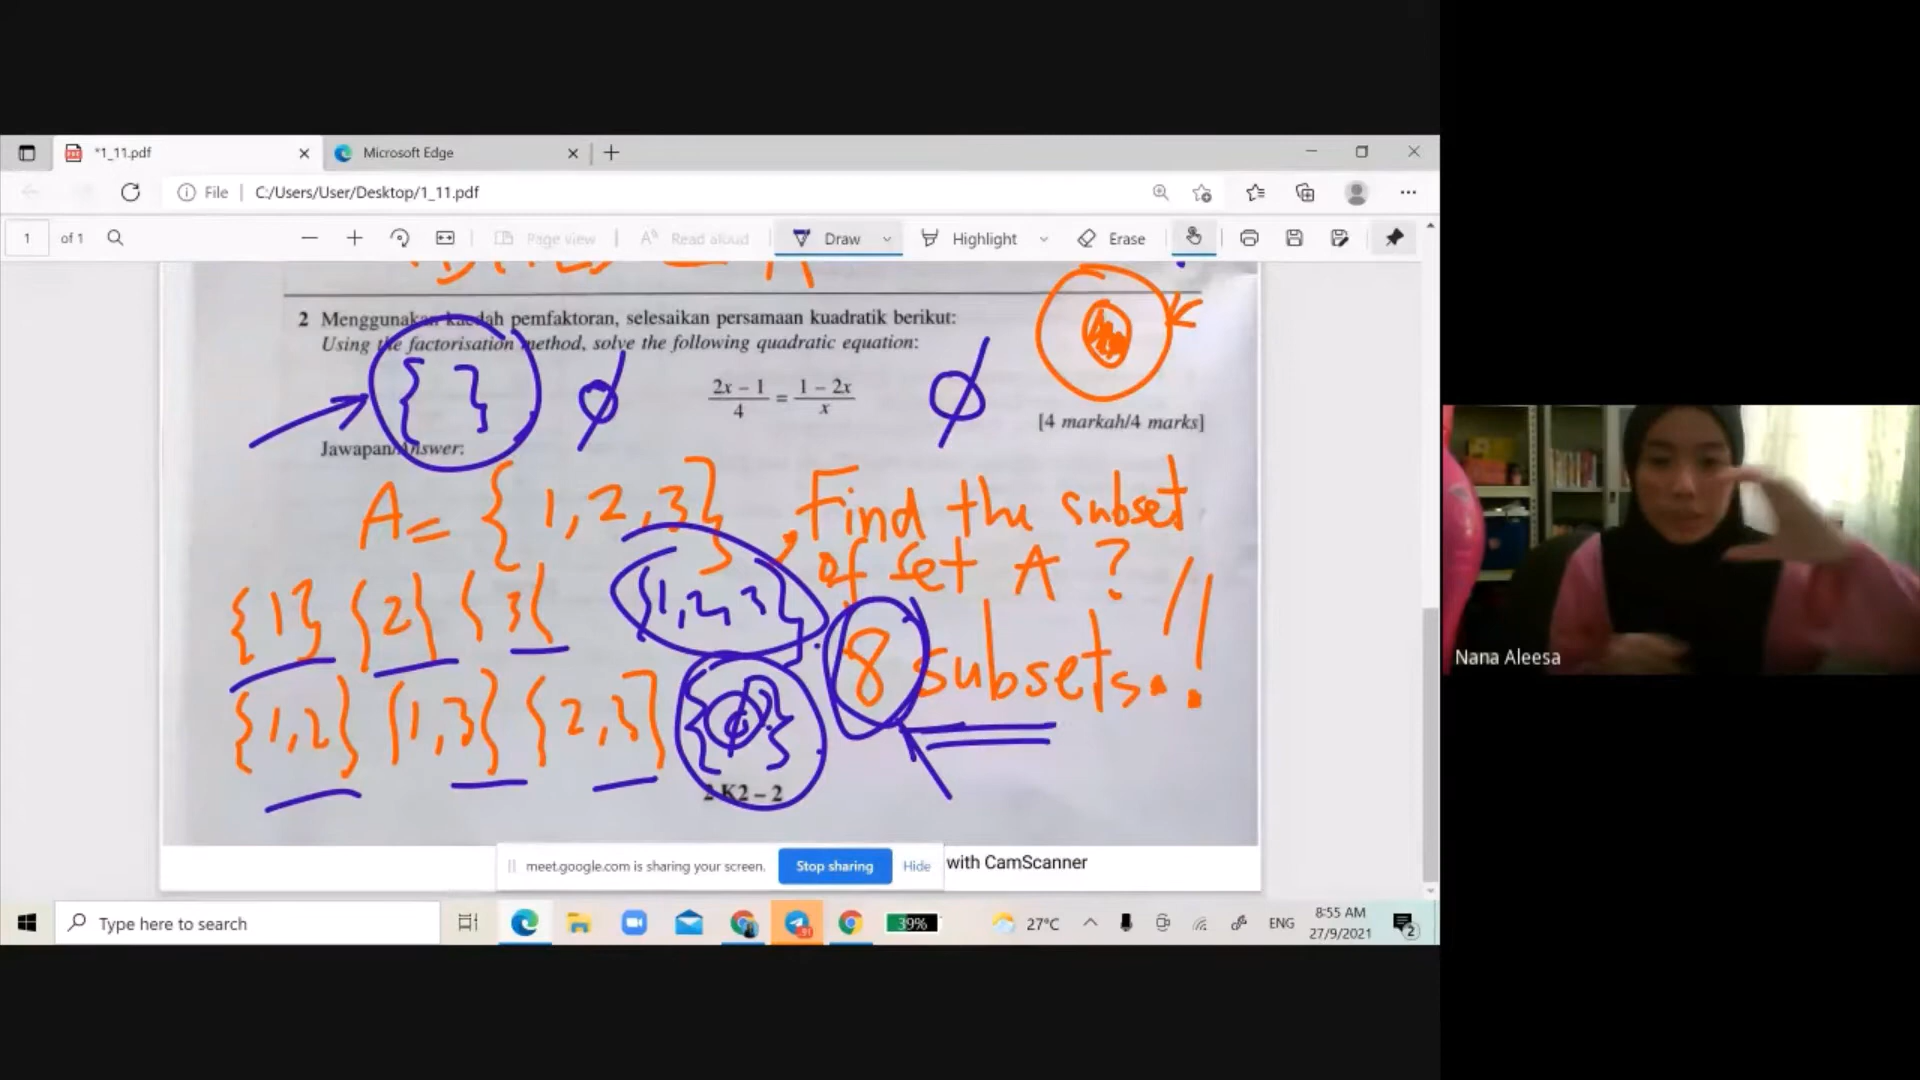 *1_11.pdf
Microsoft Edge
File
C:/Users/User/Desktop/1_11.pdf
1 of 1
Page view
Read aloud
Draw
Highlight
Erase
2 Menggunakan kaedah pemfaktoran, selesaikan persamaan kuadratik berikut:
Using the factorisation method, solve the following quadratic equation:
{ } ϕ
2x – 1 / 4 = 1 – 2x / x
ϕ
[4 markah/4 marks]
Jawapan/Answer:
A = {1, 2, 3}
Find the subset
of set A ?
{1} {2} {3}
{1, 2, 3}
8 subsets.
{1,2} {1,3} {2,3}
K2 – 2
meet.google.com is sharing your screen.
Stop sharing
Hide
with CamScanner
Nana Aleesa
Type here to search
39%
27°C
ENG
8:55 AM
27/9/2021
2